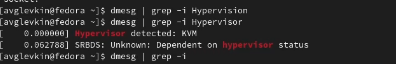 [avglevkin@fedora ~]$ dmesg | grep -i Hypervision
[avglevkin@fedora ~]$ dmesg | grep -i Hypervisor
[    0.000000] Hypervisor detected: KVM
[    0.062788] SRBDS: Unknown: Dependent on hypervisor status
[avglevkin@fedora ~]$ dmesg | grep -i